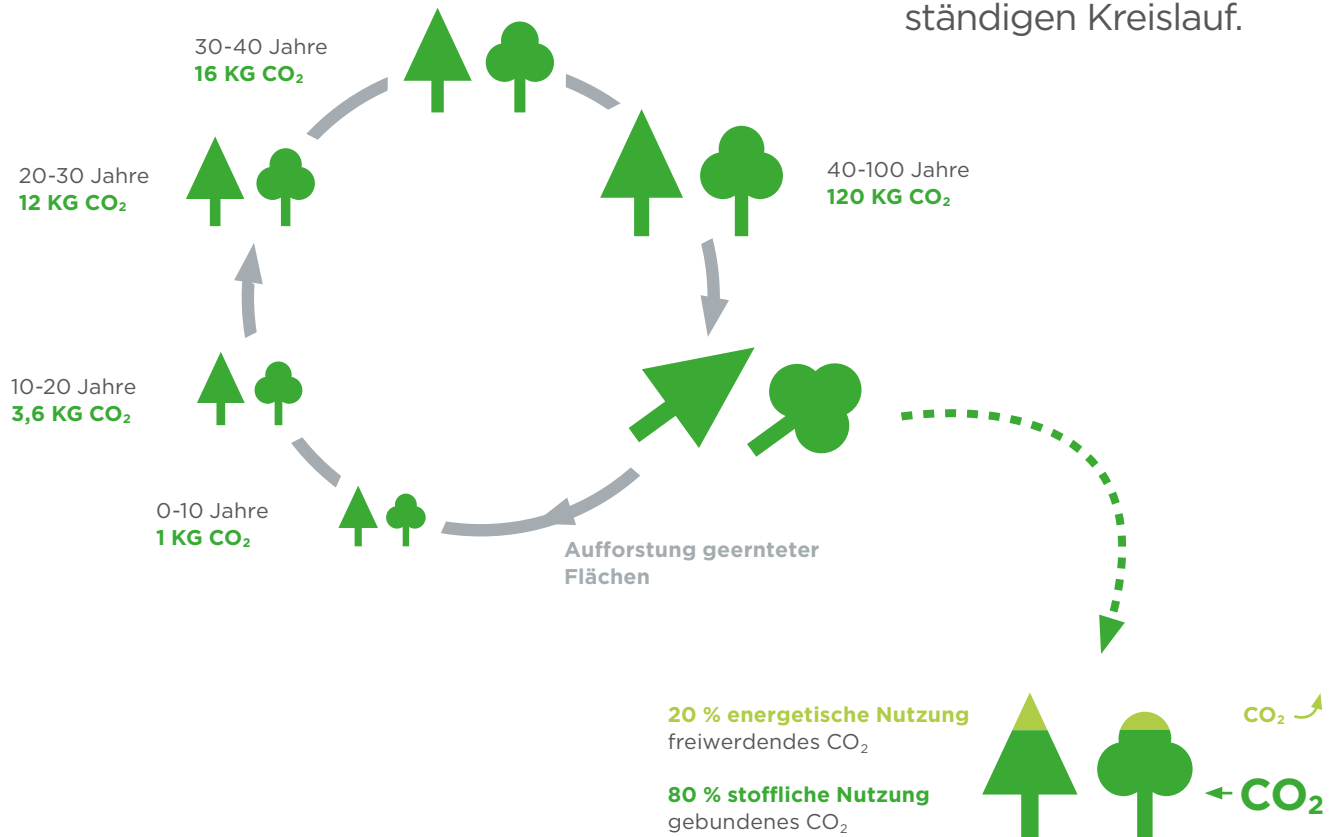 ständigen Kreislauf.
30-40 Jahre
16 KG CO₂
20-30 Jahre
12 KG CO₂
40-100 Jahre
120 KG CO₂
10-20 Jahre
3,6 KG CO₂
0-10 Jahre
1 KG CO₂
Aufforstung geernteter
Flächen
20 % energetische Nutzung
freiwerdendes CO₂
CO₂
80 % stoffliche Nutzung
gebundenes CO₂
CO₂